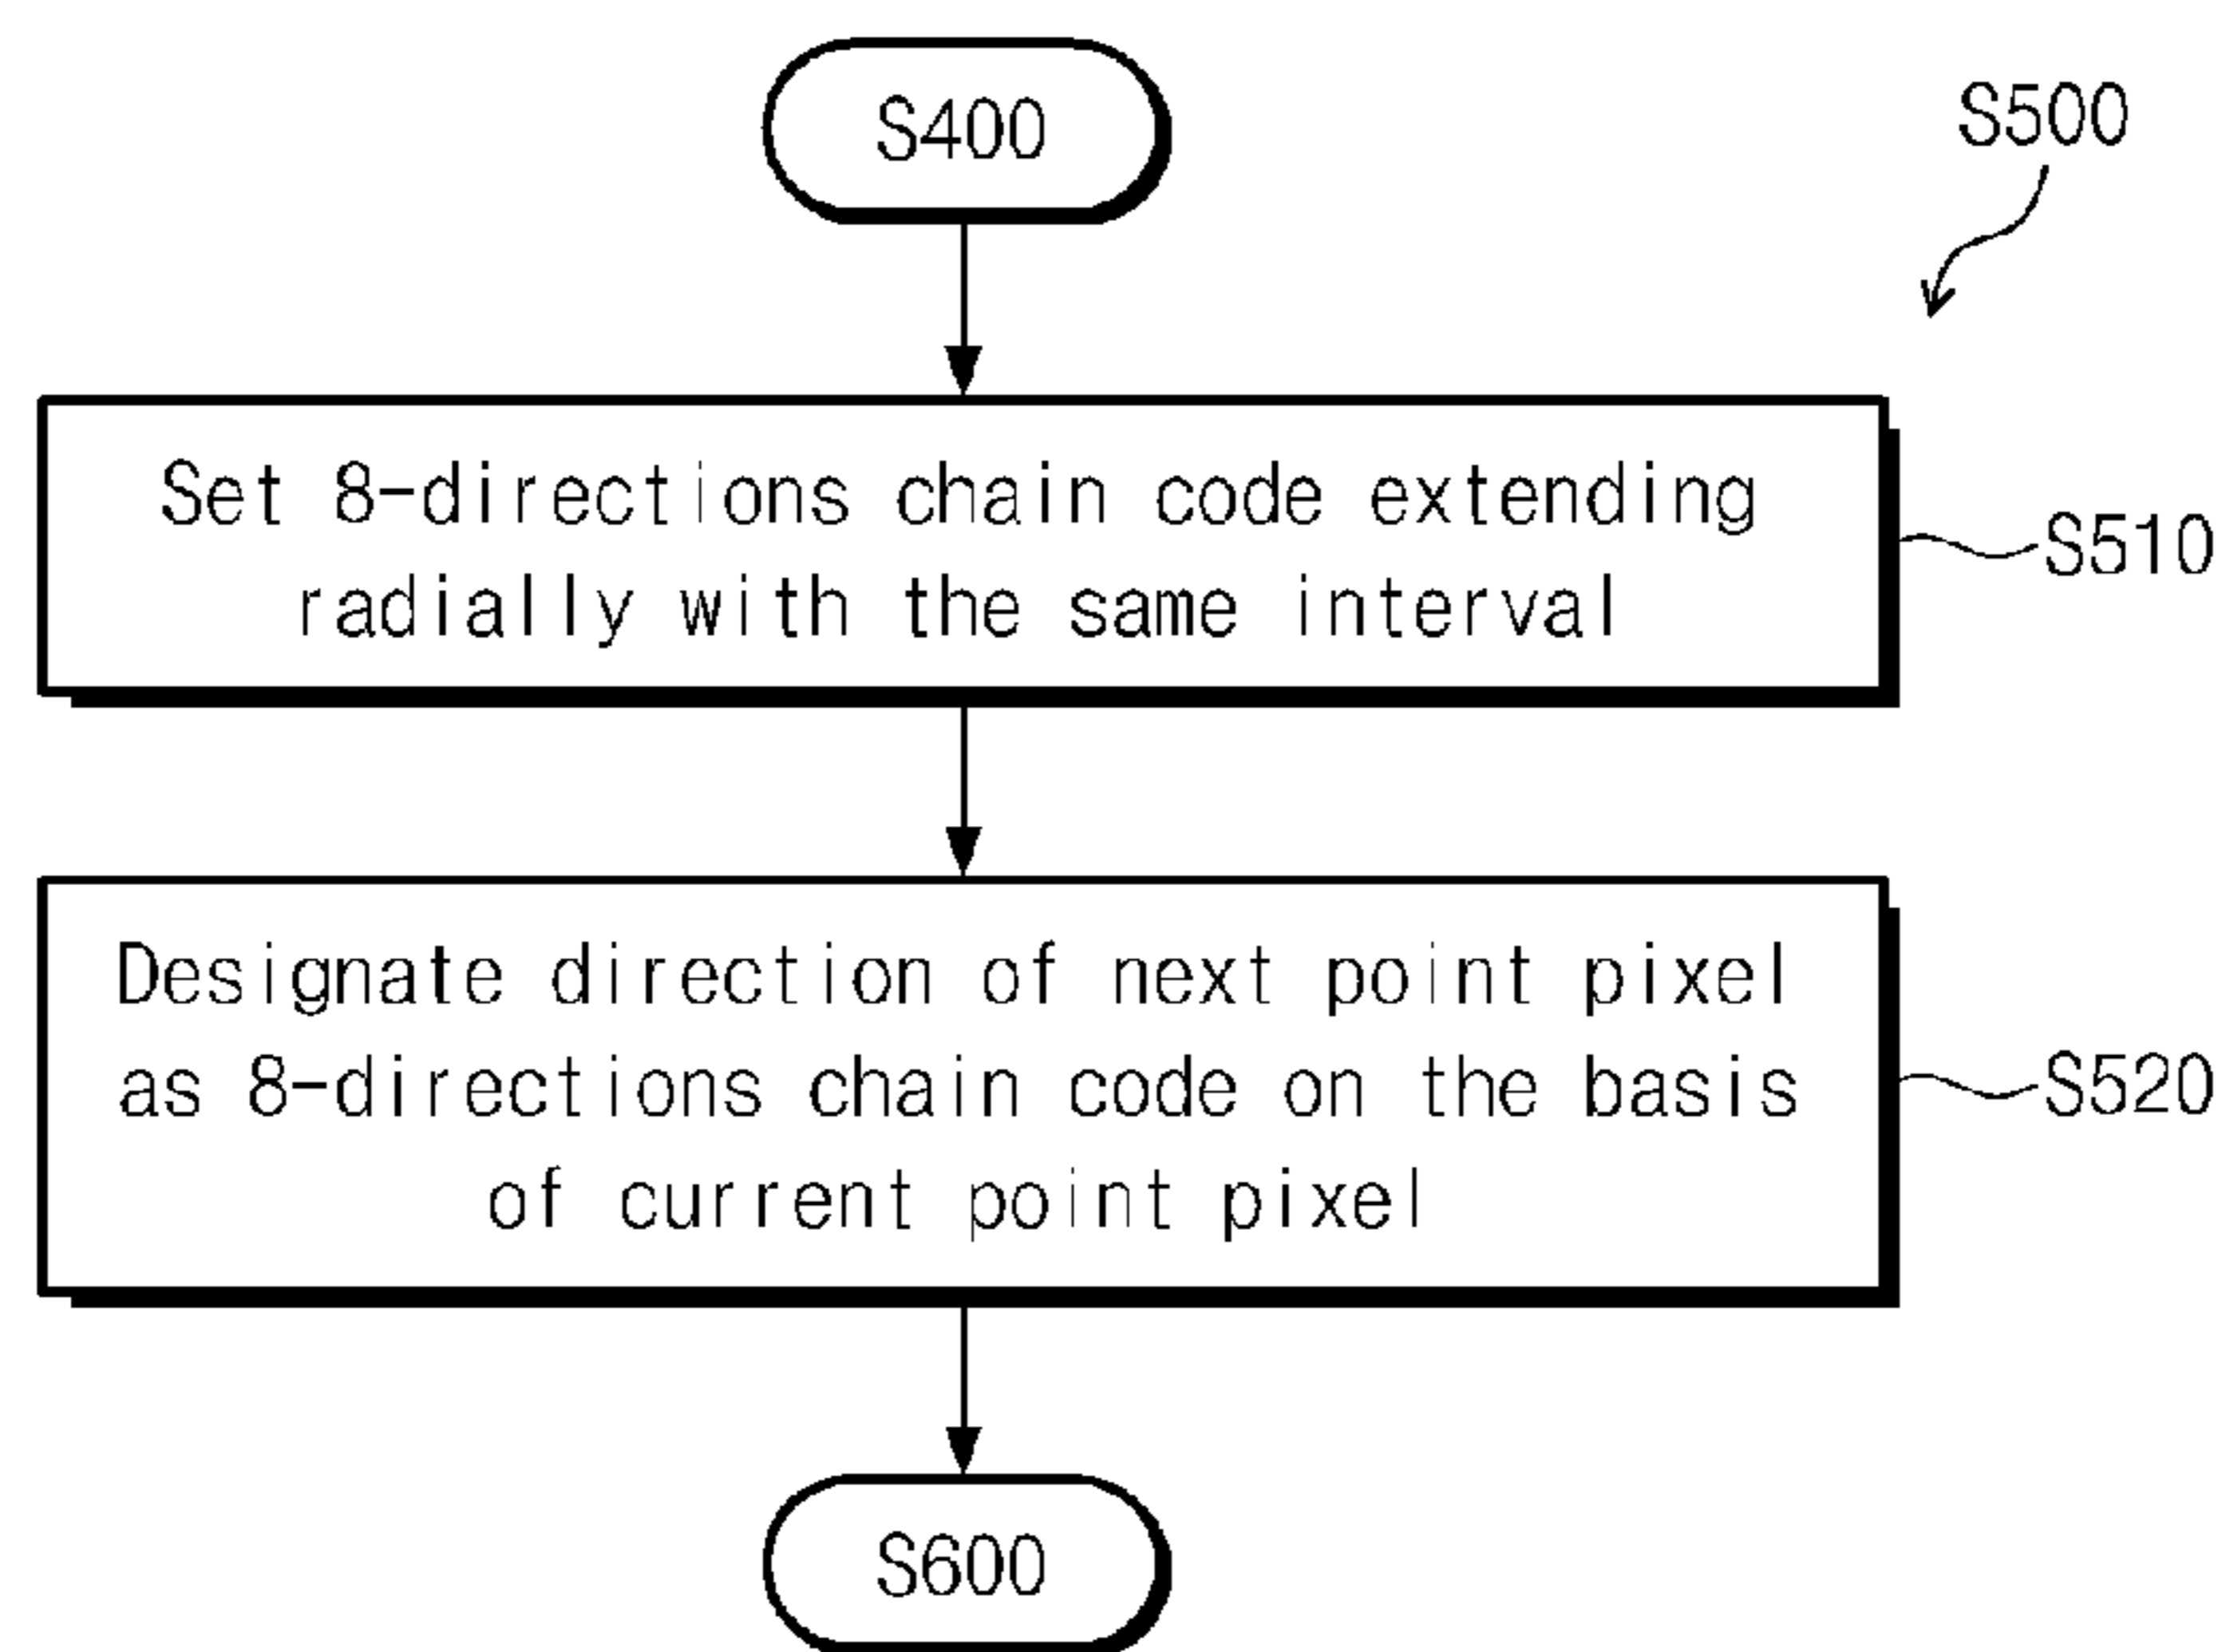 S400
S500
Set 8-directions chain code extending
radially with the same interval
S510
Designate direction of next point pixel
as 8-directions chain code on the basis
of current point pixel
S520
S600